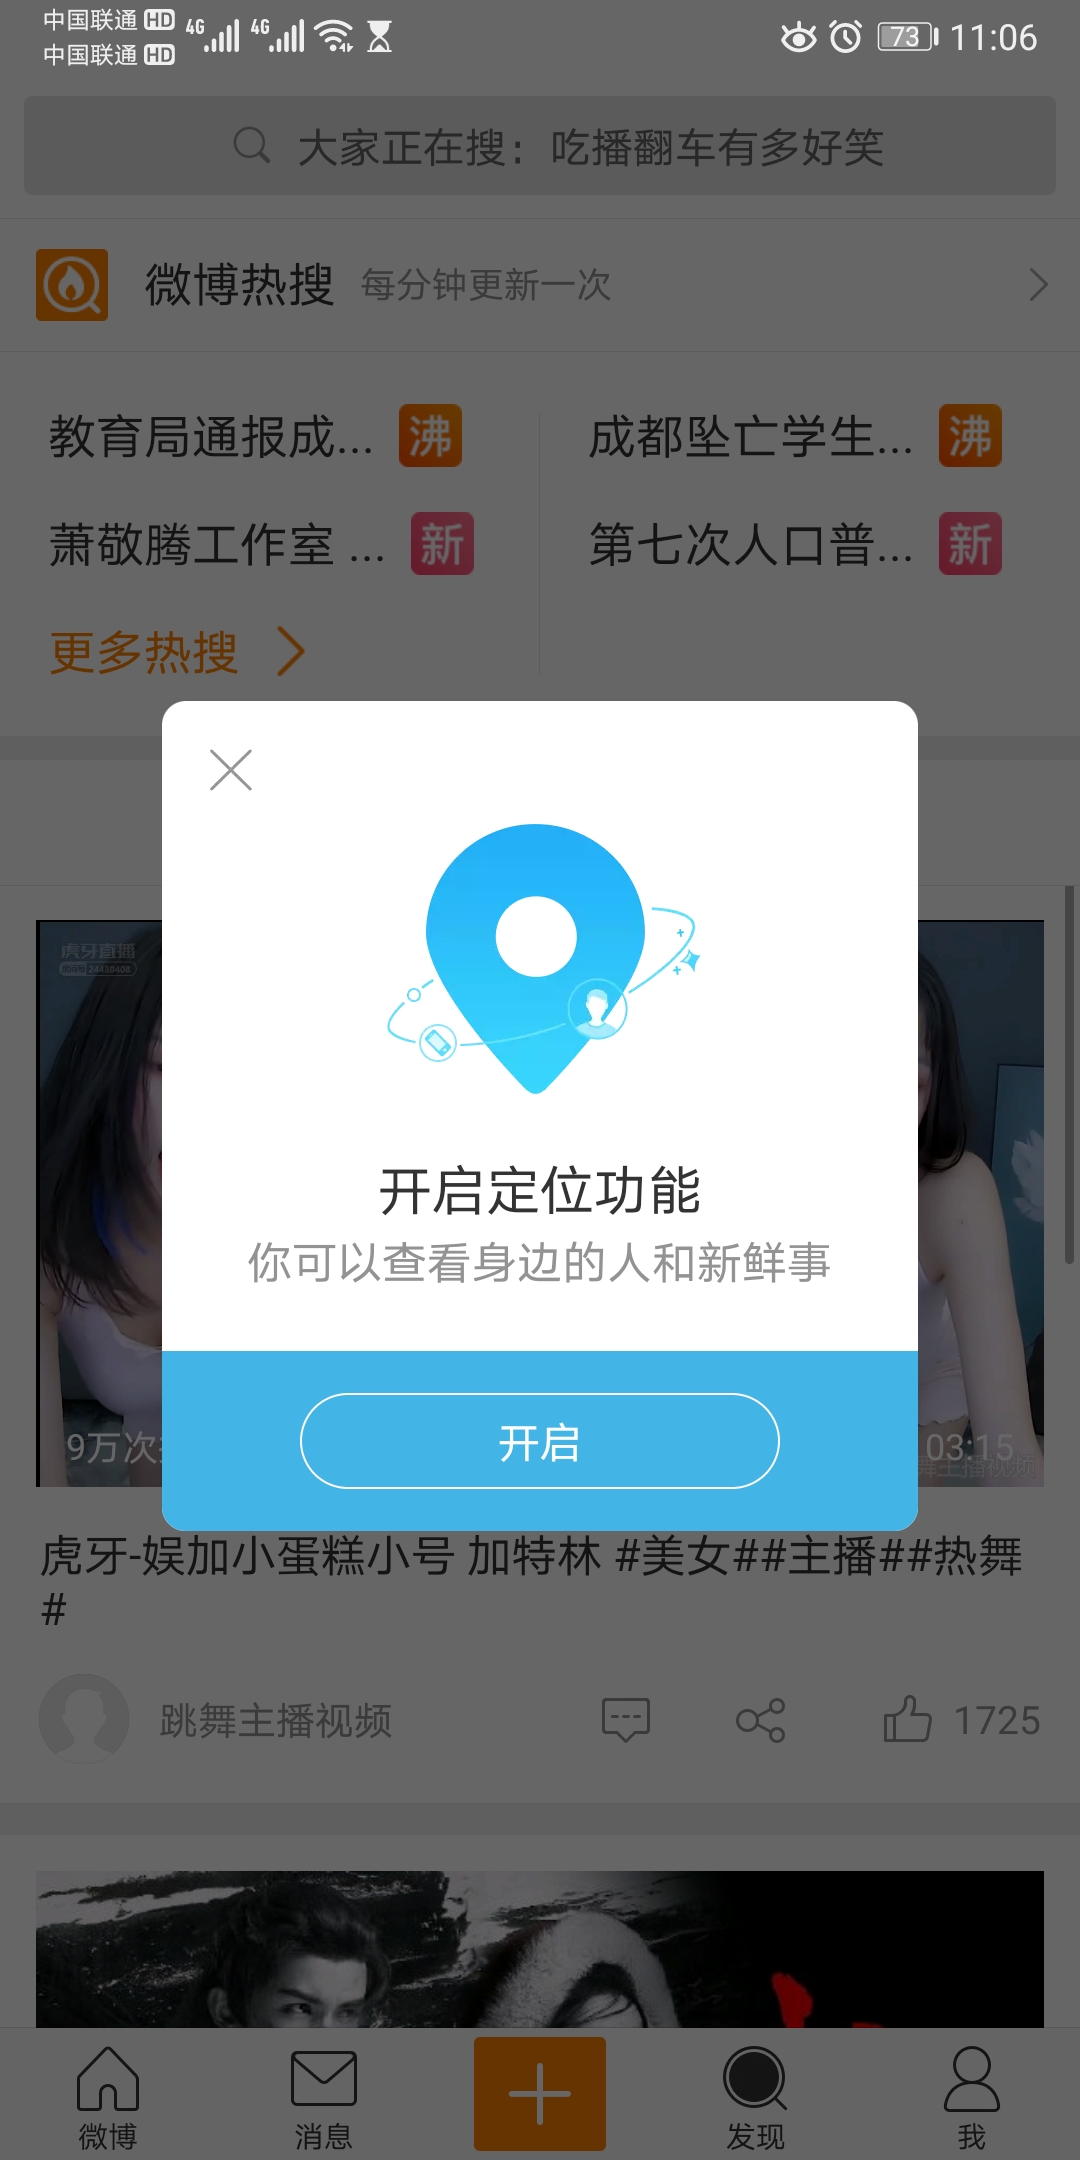 中国联通 HD 4G 4G 73 11:06
中国联通 HD
大家正在搜：吃播翻车有多好笑
微博热搜 每分钟更新一次
教育局通报成... 沸 成都坠亡学生... 沸
萧敬腾工作室 ... 新 第七次人口普... 新
更多热搜
虎牙直播
24430408
开启定位功能
你可以查看身边的人和新鲜事
9万次 03:15
舞主播视频
开启
虎牙-娱加小蛋糕小号 加特林 #美女##主播##热舞
#
跳舞主播视频 1725
微博 消息 发现 我